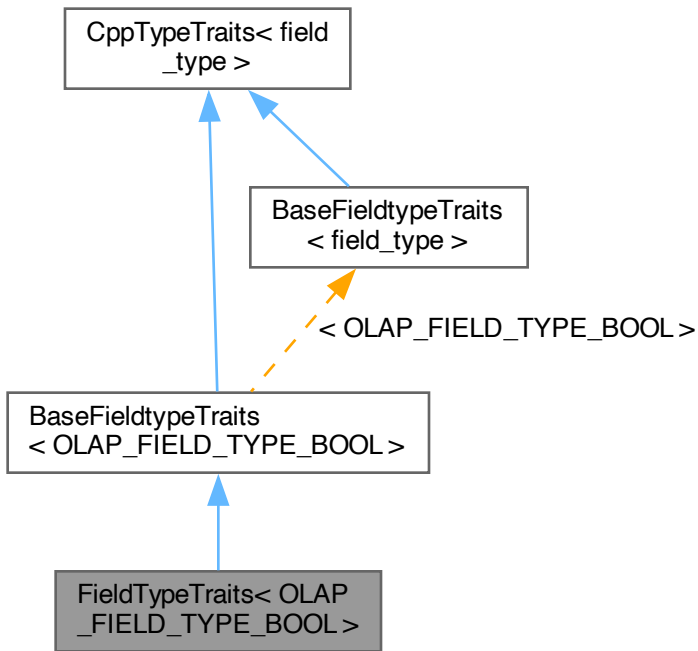 CppTypeTraits< field
_type >
BaseFieldtypeTraits
< field_type >
< OLAP_FIELD_TYPE_BOOL >
BaseFieldtypeTraits
< OLAP_FIELD_TYPE_BOOL >
FieldTypeTraits< OLAP
_FIELD_TYPE_BOOL >